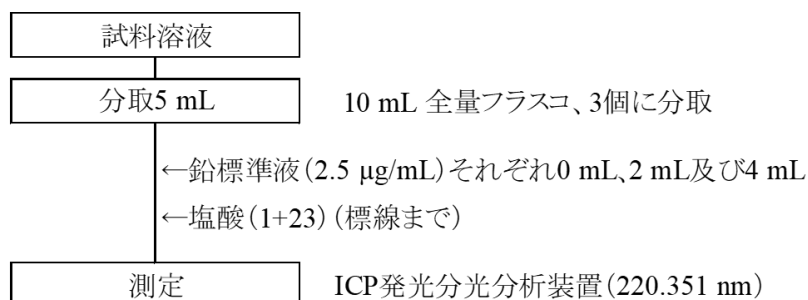 試料溶液
分取5 mL 10 mL 全量フラスコ、3個に分取
←鉛標準液(2.5 μg/mL)それぞれ0 mL、2 mL及び4 mL
←塩酸(1+23) (標線まで)
測定 ICP発光分光分析装置(220.351 nm)